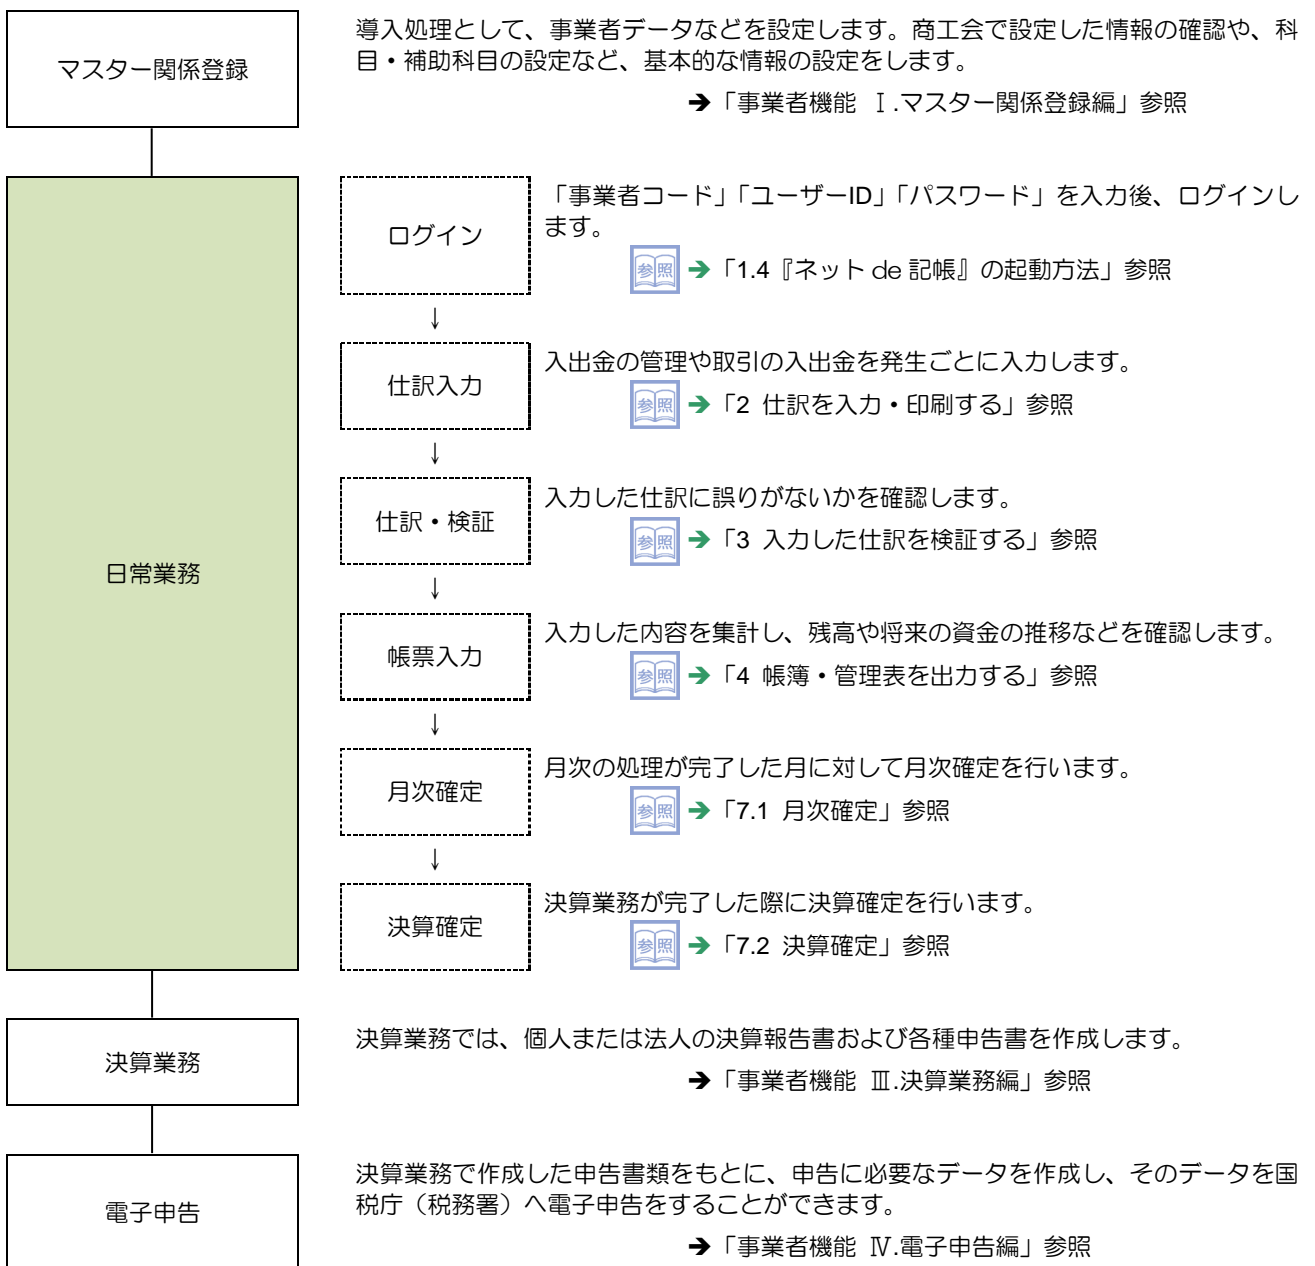 マスター関係登録
導入処理として、事業者データなどを設定します。商工会で設定した情報の確認や、科
目・補助科目の設定など、基本的な情報の設定をします。
➔「事業者機能 Ⅰ.マスター関係登録編」参照
日常業務
ログイン
「事業者コード」「ユーザーID」「パスワード」を入力後、ログインし
ます。
参照 ➔「1.4『ネット de 記帳』の起動方法」参照
↓
仕訳入力
入出金の管理や取引の入出金を発生ごとに入力します。
参照 ➔「2 仕訳を入力・印刷する」参照
↓
仕訳・検証
入力した仕訳に誤りがないかを確認します。
参照 ➔「3 入力した仕訳を検証する」参照
↓
帳票入力
入力した内容を集計し、残高や将来の資金の推移などを確認します。
参照 ➔「4 帳簿・管理表を出力する」参照
↓
月次確定
月次の処理が完了した月に対して月次確定を行います。
参照 ➔「7.1 月次確定」参照
↓
決算確定
決算業務が完了した際に決算確定を行います。
参照 ➔「7.2 決算確定」参照
決算業務
決算業務では、個人または法人の決算報告書および各種申告書を作成します。
➔「事業者機能 Ⅲ.決算業務編」参照
電子申告
決算業務で作成した申告書類をもとに、申告に必要なデータを作成し、そのデータを国
税庁（税務署）へ電子申告をすることができます。
➔「事業者機能 Ⅳ.電子申告編」参照